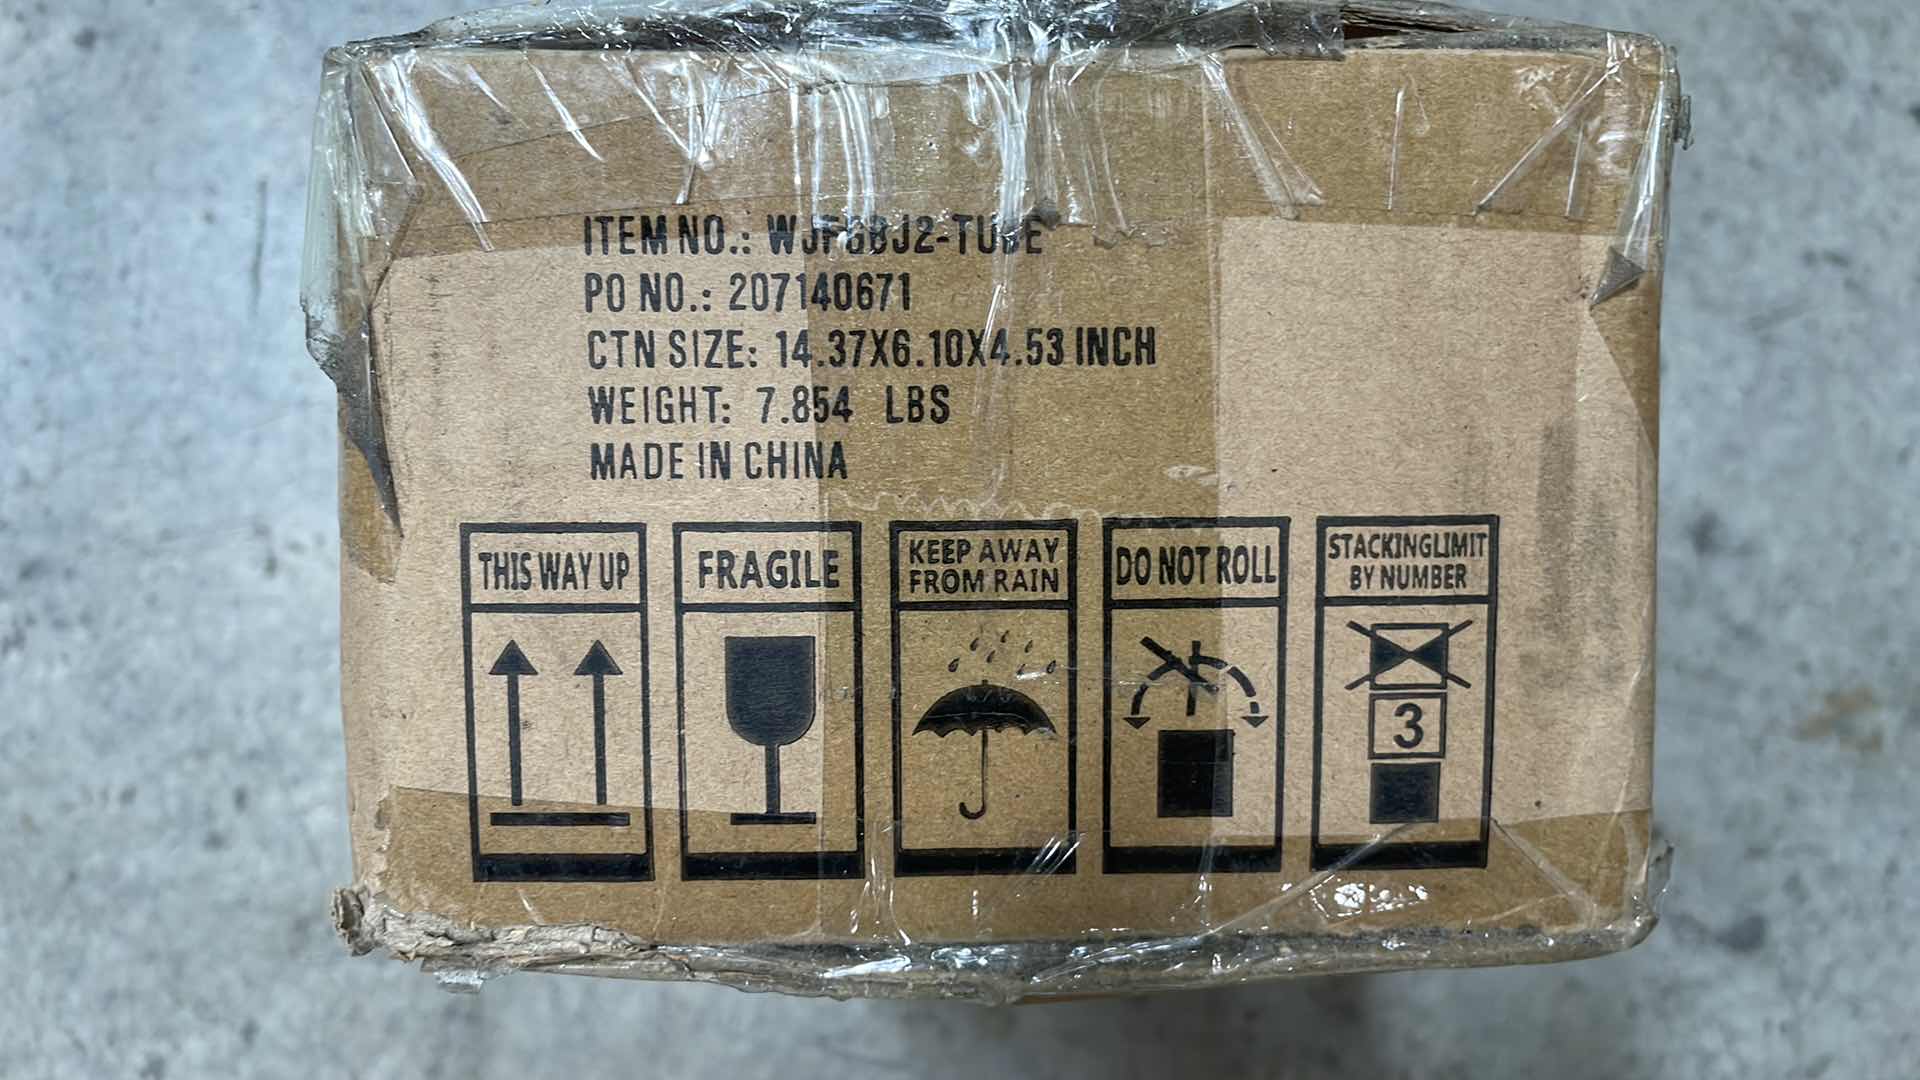 ITEM NO.: WJFGBJ2-TUBE
PO NO.: 207140671
CTN SIZE: 14.37X6.10X4.53 INCH
WEIGHT: 7.854 LBS
MADE IN CHINA
THIS WAY UP
FRAGILE
KEEP AWAY
FROM RAIN
DO NOT ROLL
STACKINGLIMIT
BY NUMBER
3